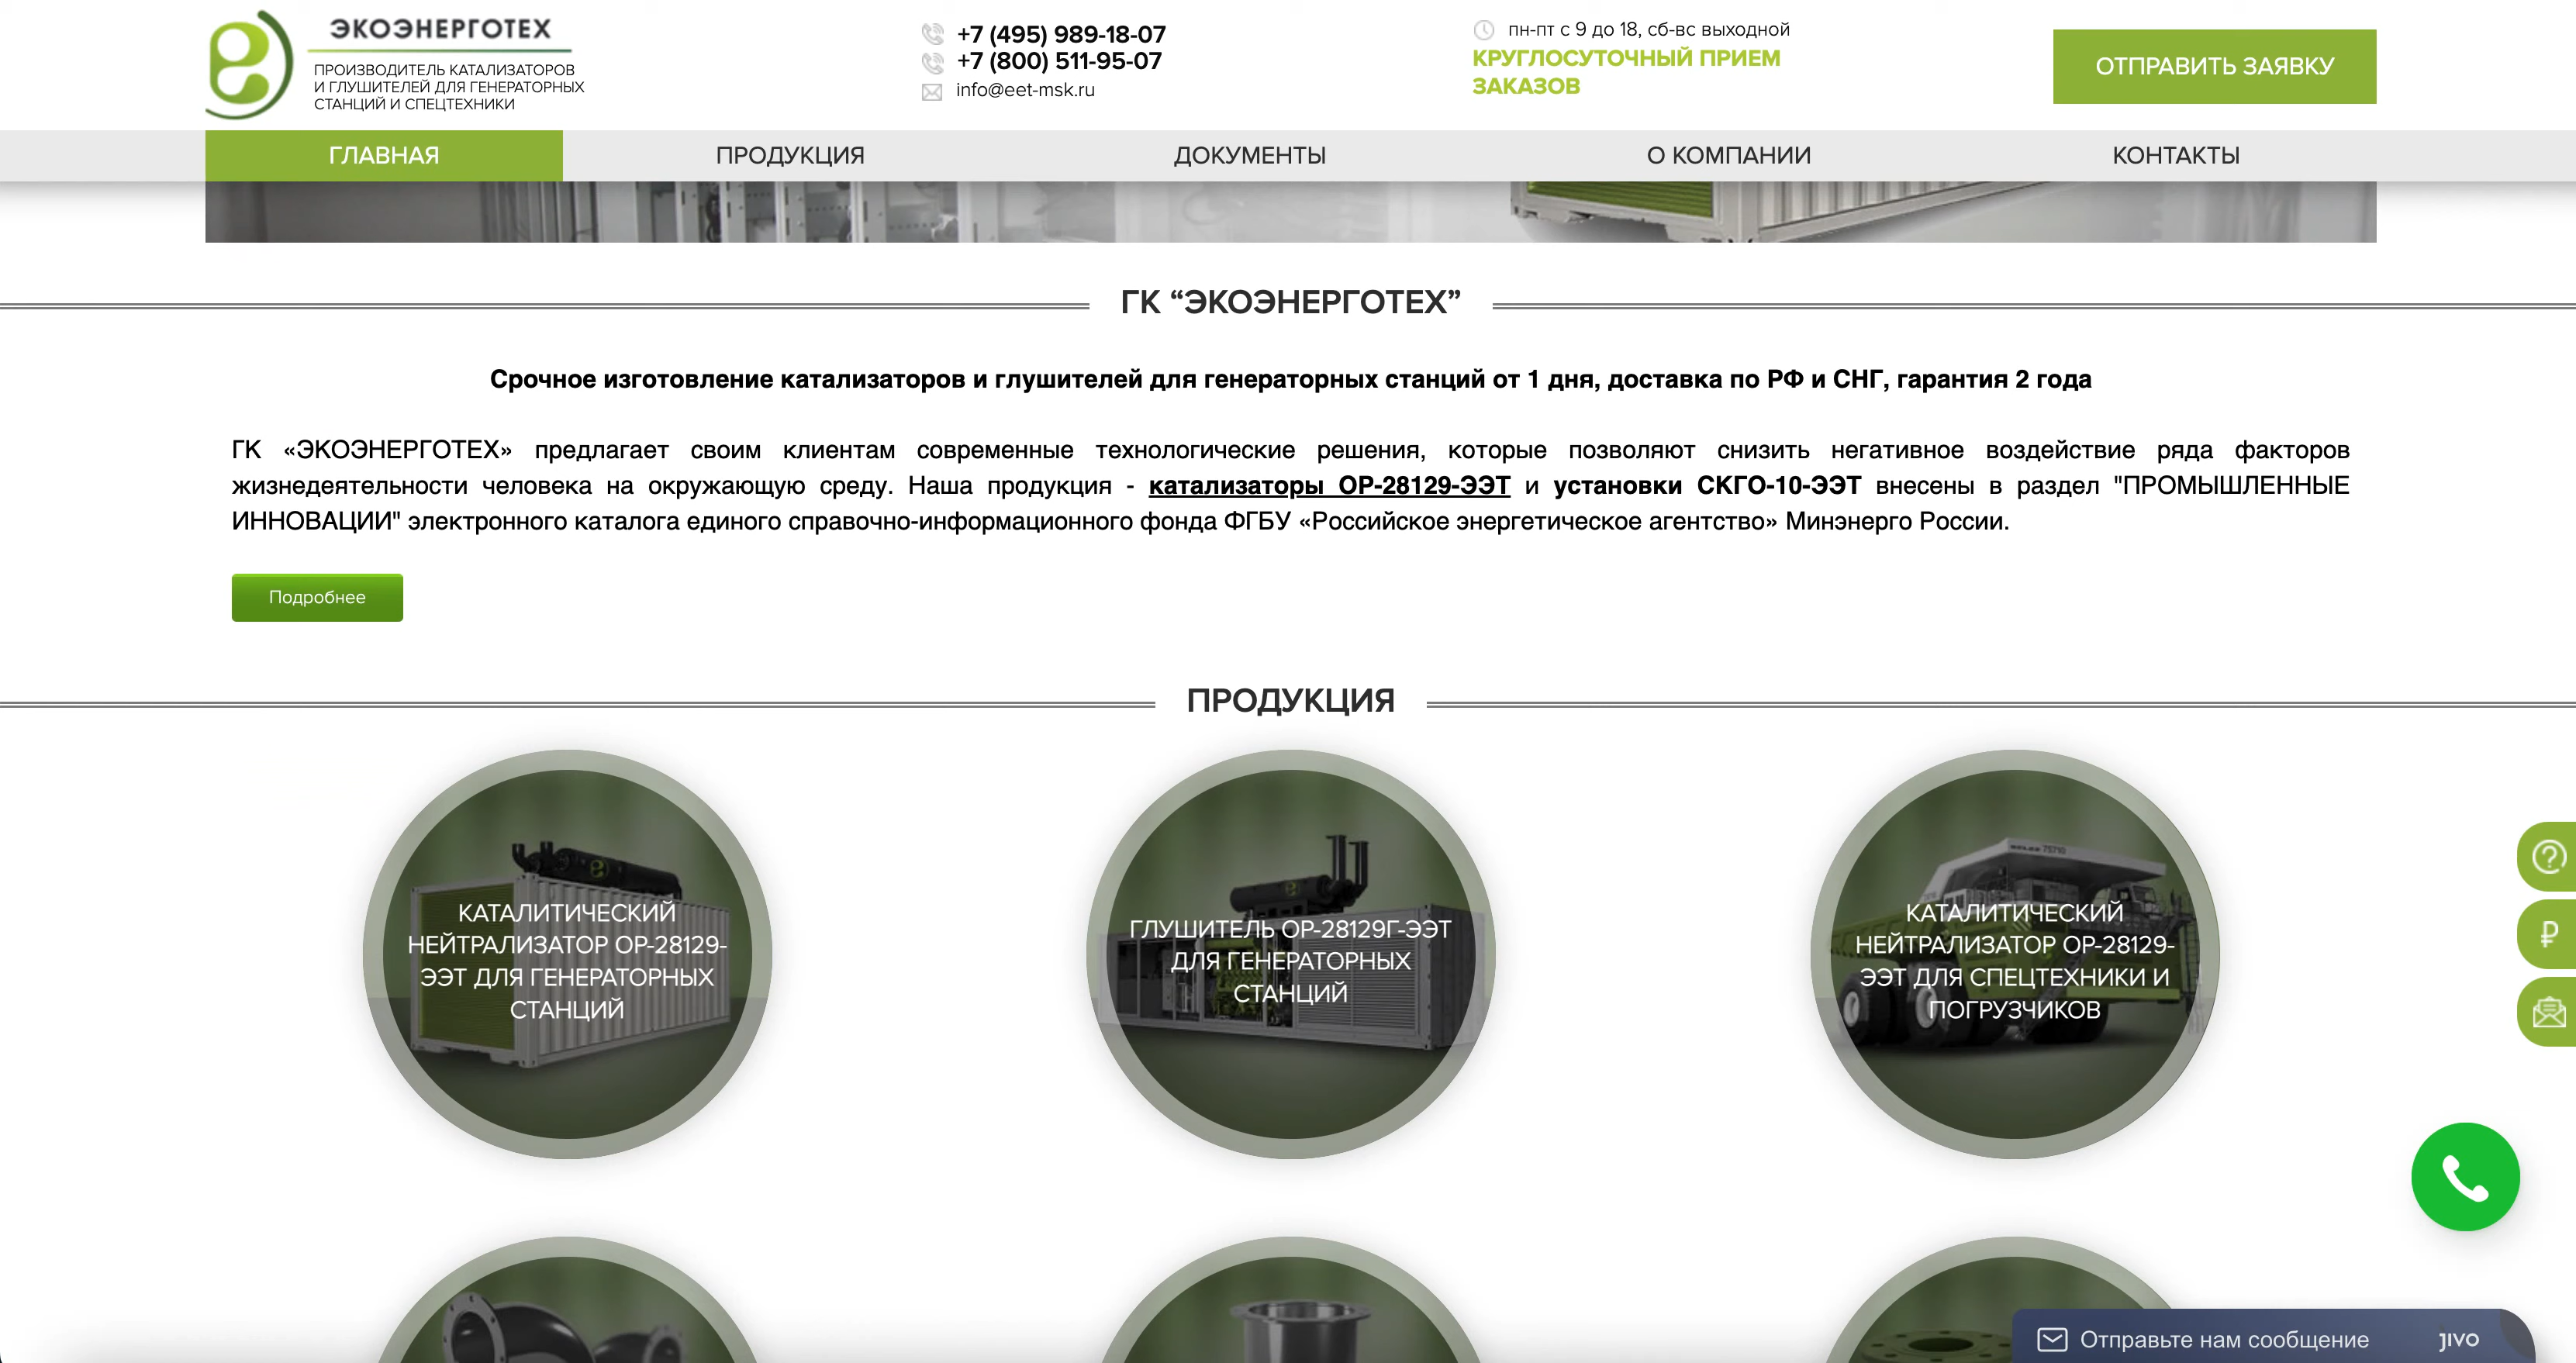 ЭКОЭНЕРГОТЕХ
ПРОИЗВОДИТЕЛЬ КАТАЛИЗАТОРОВ
И ГЛУШИТЕЛЕЙ ДЛЯ ГЕНЕРАТОРНЫХ
СТАНЦИЙ И СПЕЦТЕХНИКИ
+7 (495) 989-18-07
+7 (800) 511-95-07
info@eet-msk.ru
пн-пт с 9 до 18, сб-вс выходной
КРУГЛОСУТОЧНЫЙ ПРИЕМ
ЗАКАЗОВ
ОТПРАВИТЬ ЗАЯВКУ
ГЛАВНАЯ
ПРОДУКЦИЯ
ДОКУМЕНТЫ
О КОМПАНИИ
КОНТАКТЫ
ГК “ЭКОЭНЕРГОТЕХ”
Срочное изготовление катализаторов и глушителей для генераторных станций от 1 дня, доставка по РФ и СНГ, гарантия 2 года
ГК «ЭКОЭНЕРГОТЕХ» предлагает своим клиентам современные технологические решения, которые позволяют снизить негативное воздействие ряда факторов
жизнедеятельности человека на окружающую среду. Наша продукция - катализаторы ОР-28129-ЭЭТ и установки СКГО-10-ЭЭТ внесены в раздел "ПРОМЫШЛЕННЫЕ
ИННОВАЦИИ" электронного каталога единого справочно-информационного фонда ФГБУ «Российское энергетическое агентство» Минэнерго России.
Подробнее
ПРОДУКЦИЯ
КАТАЛИТИЧЕСКИЙ
НЕЙТРАЛИЗАТОР ОР-28129-
ЭЭТ ДЛЯ ГЕНЕРАТОРНЫХ
СТАНЦИЙ
ГЛУШИТЕЛЬ ОР-28129Г-ЭЭТ
ДЛЯ ГЕНЕРАТОРНЫХ
СТАНЦИЙ
КАТАЛИТИЧЕСКИЙ
НЕЙТРАЛИЗАТОР ОР-28129-
ЭЭТ ДЛЯ СПЕЦТЕХНИКИ И
ПОГРУЗЧИКОВ
Отправьте нам сообщение
jivo